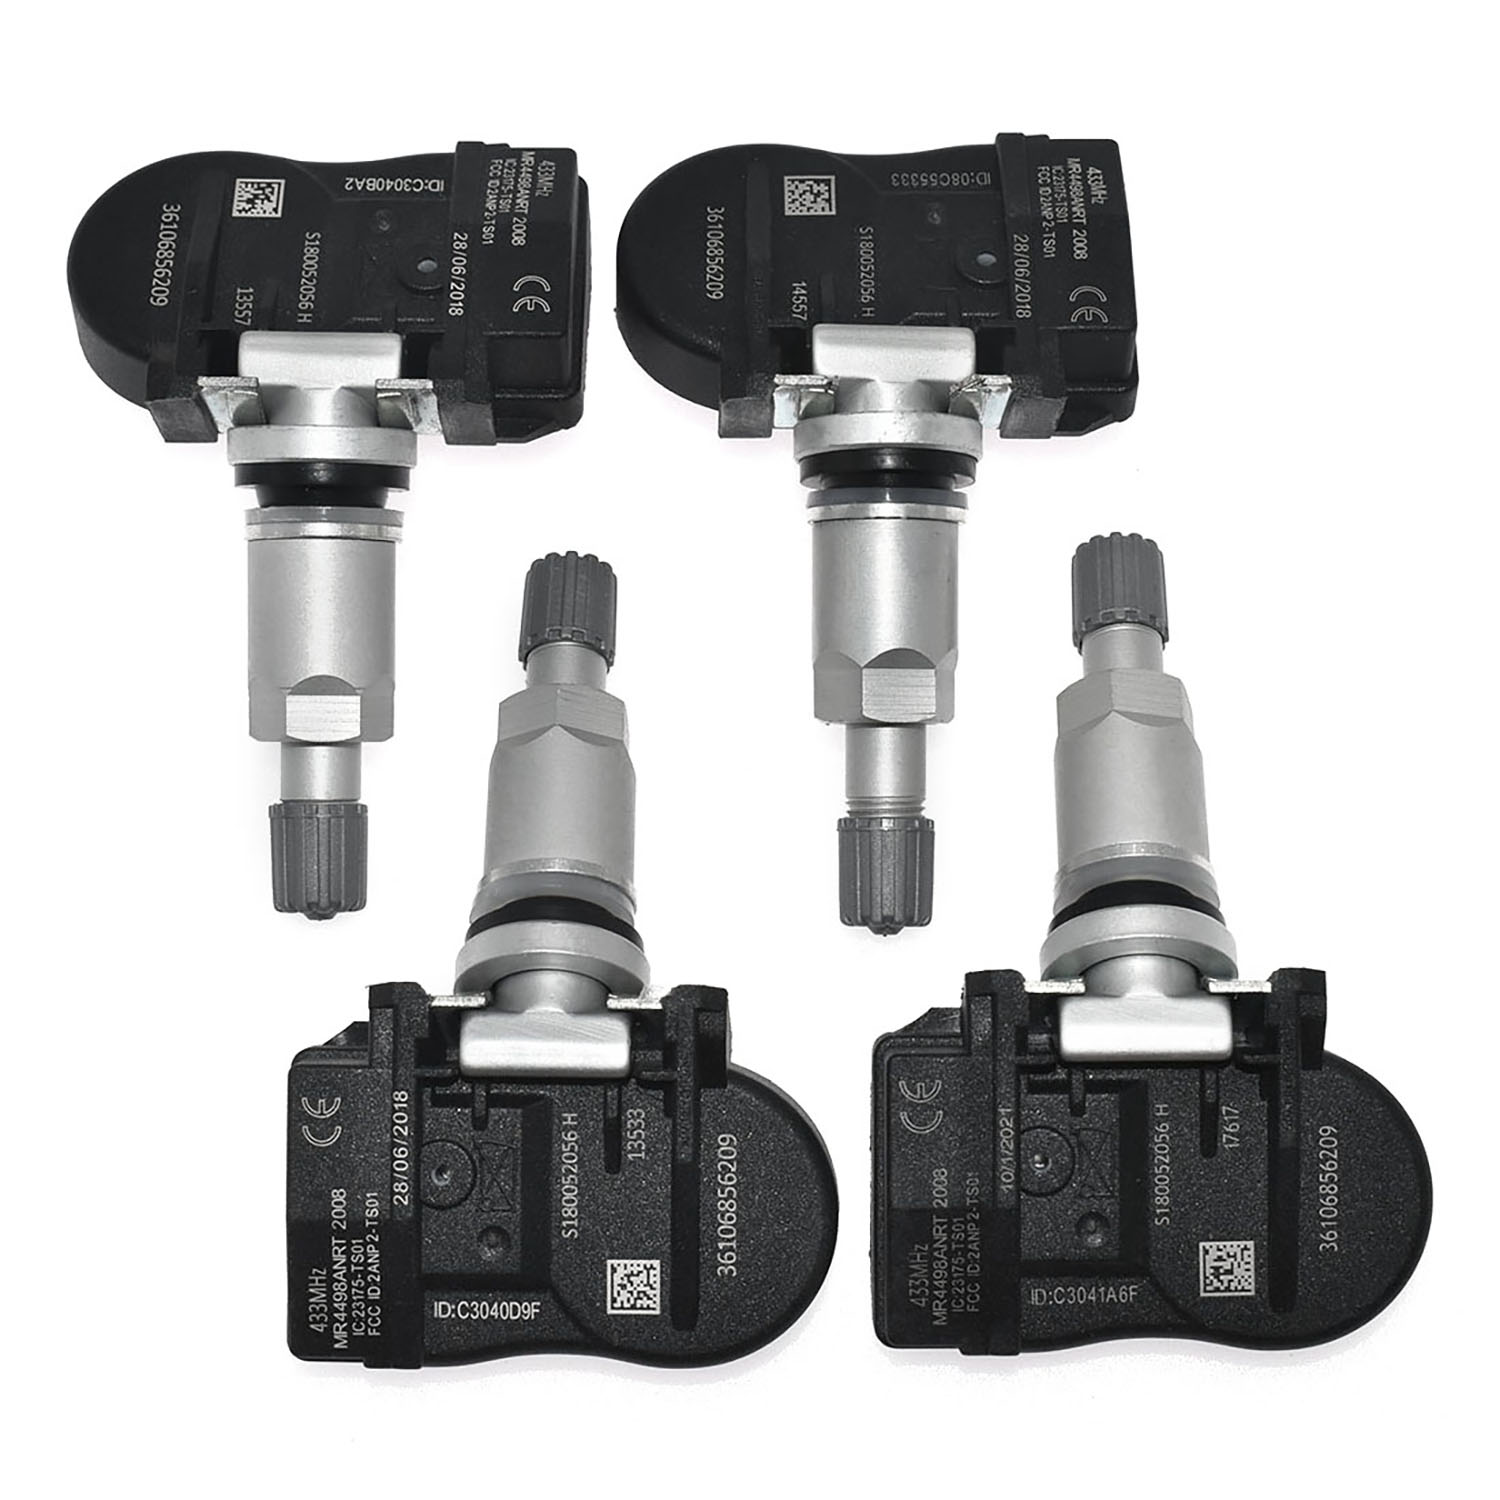 433MHz
MR4498ANRT 2008
IC:23175-TS01
FCC ID:2ANP2-TS01
CE
28/06/2018
ID:C3040BA2
S180052056 H
13557
36106856209
433MHz
MR4498ANRT 2008
IC:23175-TS01
FCC ID:2ANP2-TS01
CE
28/06/2018
ID:08C55333
S180052056 H
14557
36106856209
CE
433MHz
MR4498ANRT 2008
IC:23175-TS01
FCC ID:2ANP2-TS01
28/06/2018
ID:C3040D9F
S180052056 H
13533
36106856209
CE
433MHz
MR4498ANRT 2008
IC:23175-TS01
FCC ID:2ANP2-TS01
10/1/2021
ID:C3041A6F
S180052056 H
17617
36106856209